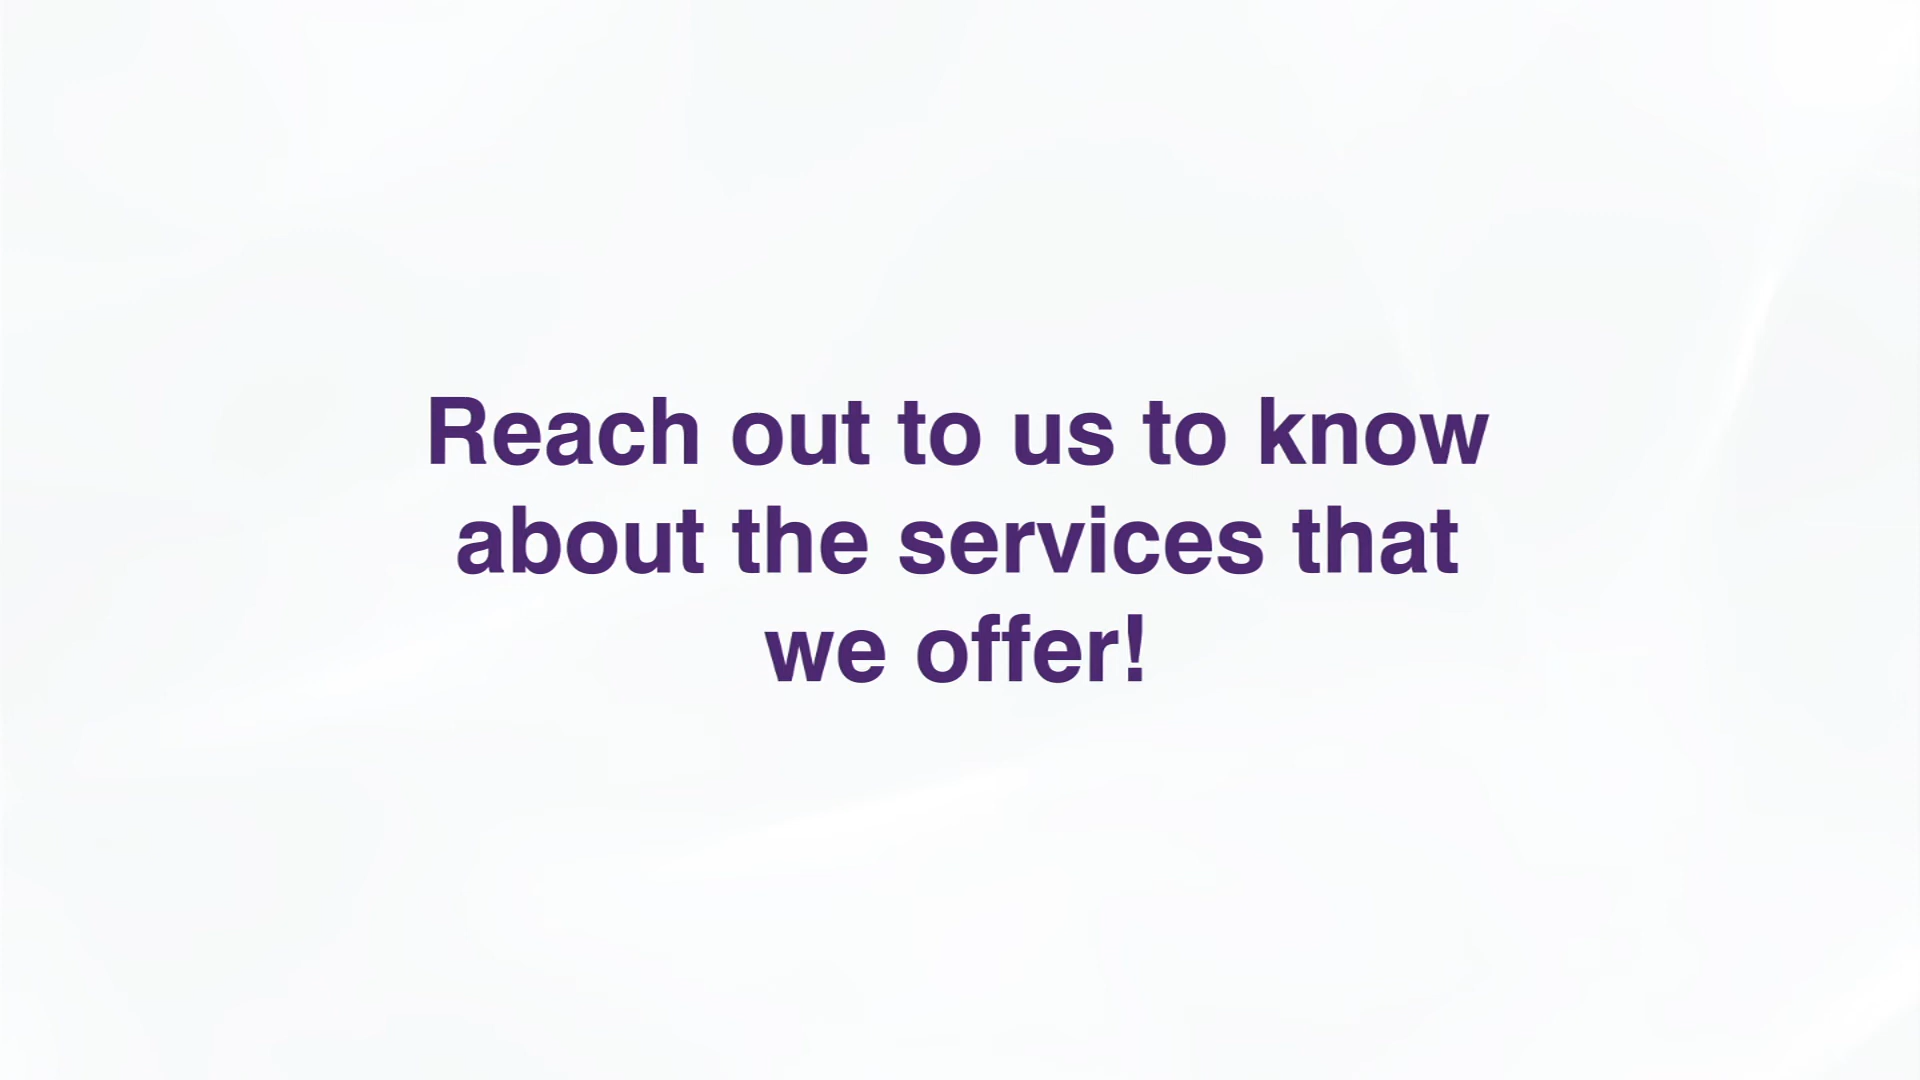 Reach out to us to know
about the services that
we offer!